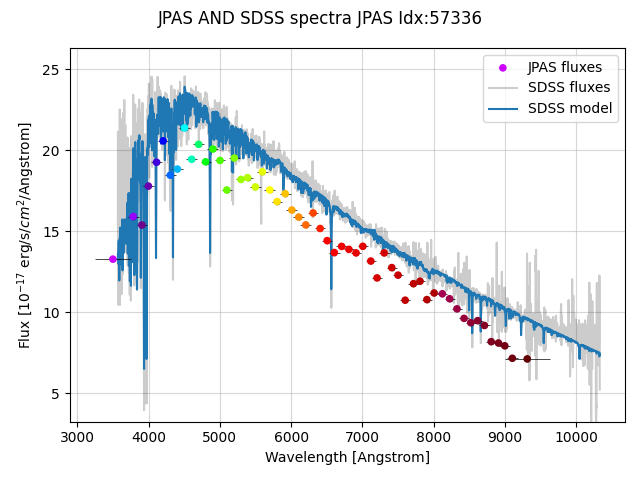 JPAS AND SDSS spectra JPAS Idx:57336
JPAS fluxes
SDSS fluxes
SDSS model
25
20
15
10
5
Flux [10⁻¹⁷ erg/s/cm²/Angstrom]
3000 4000 5000 6000 7000 8000 9000 10000
Wavelength [Angstrom]